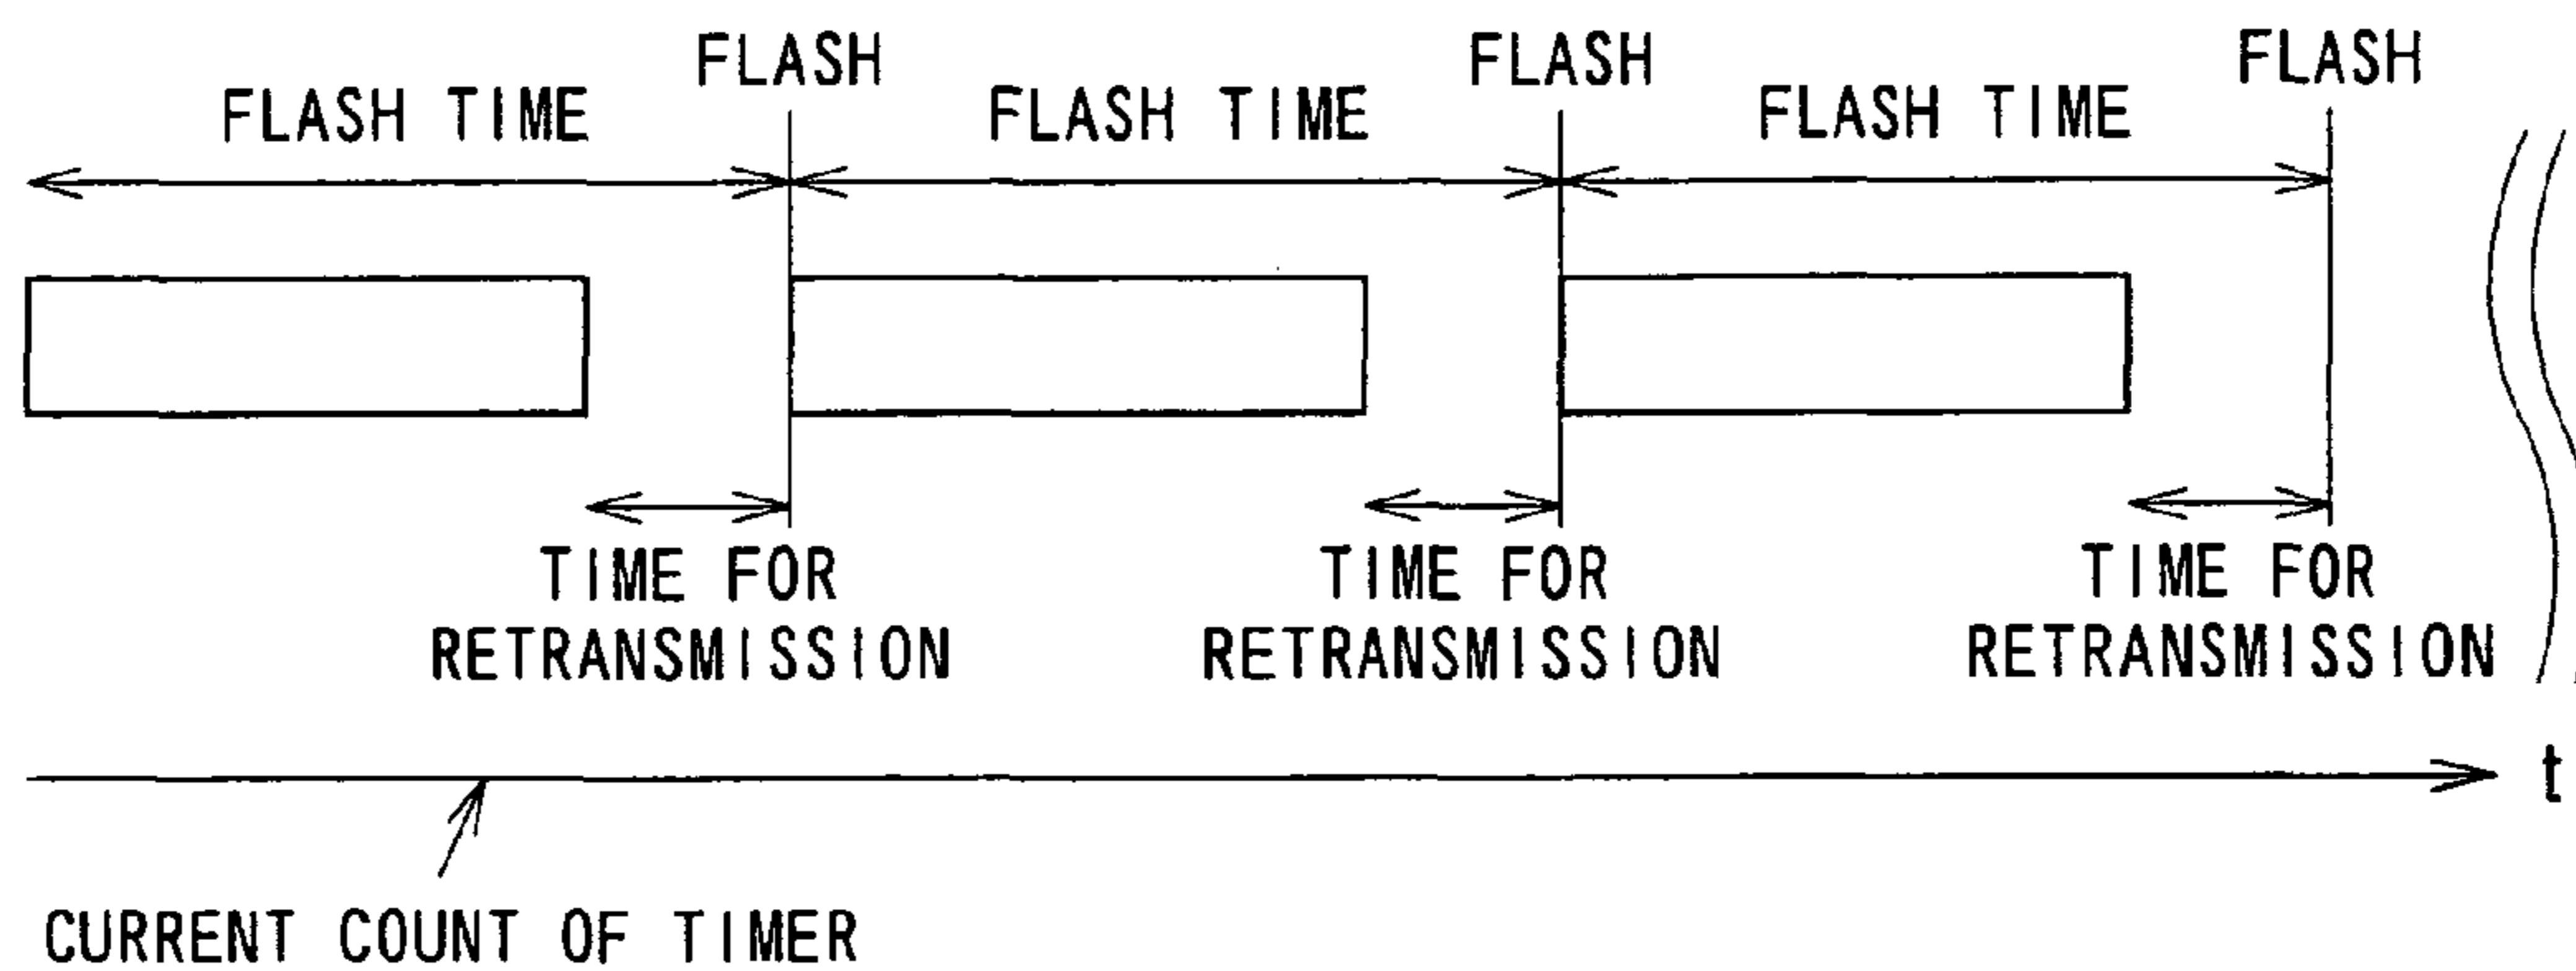 FLASH FLASH FLASH
FLASH TIME FLASH TIME FLASH TIME
TIME FOR TIME FOR TIME FOR
RETRANSMISSION RETRANSMISSION RETRANSMISSION
t
CURRENT COUNT OF TIMER